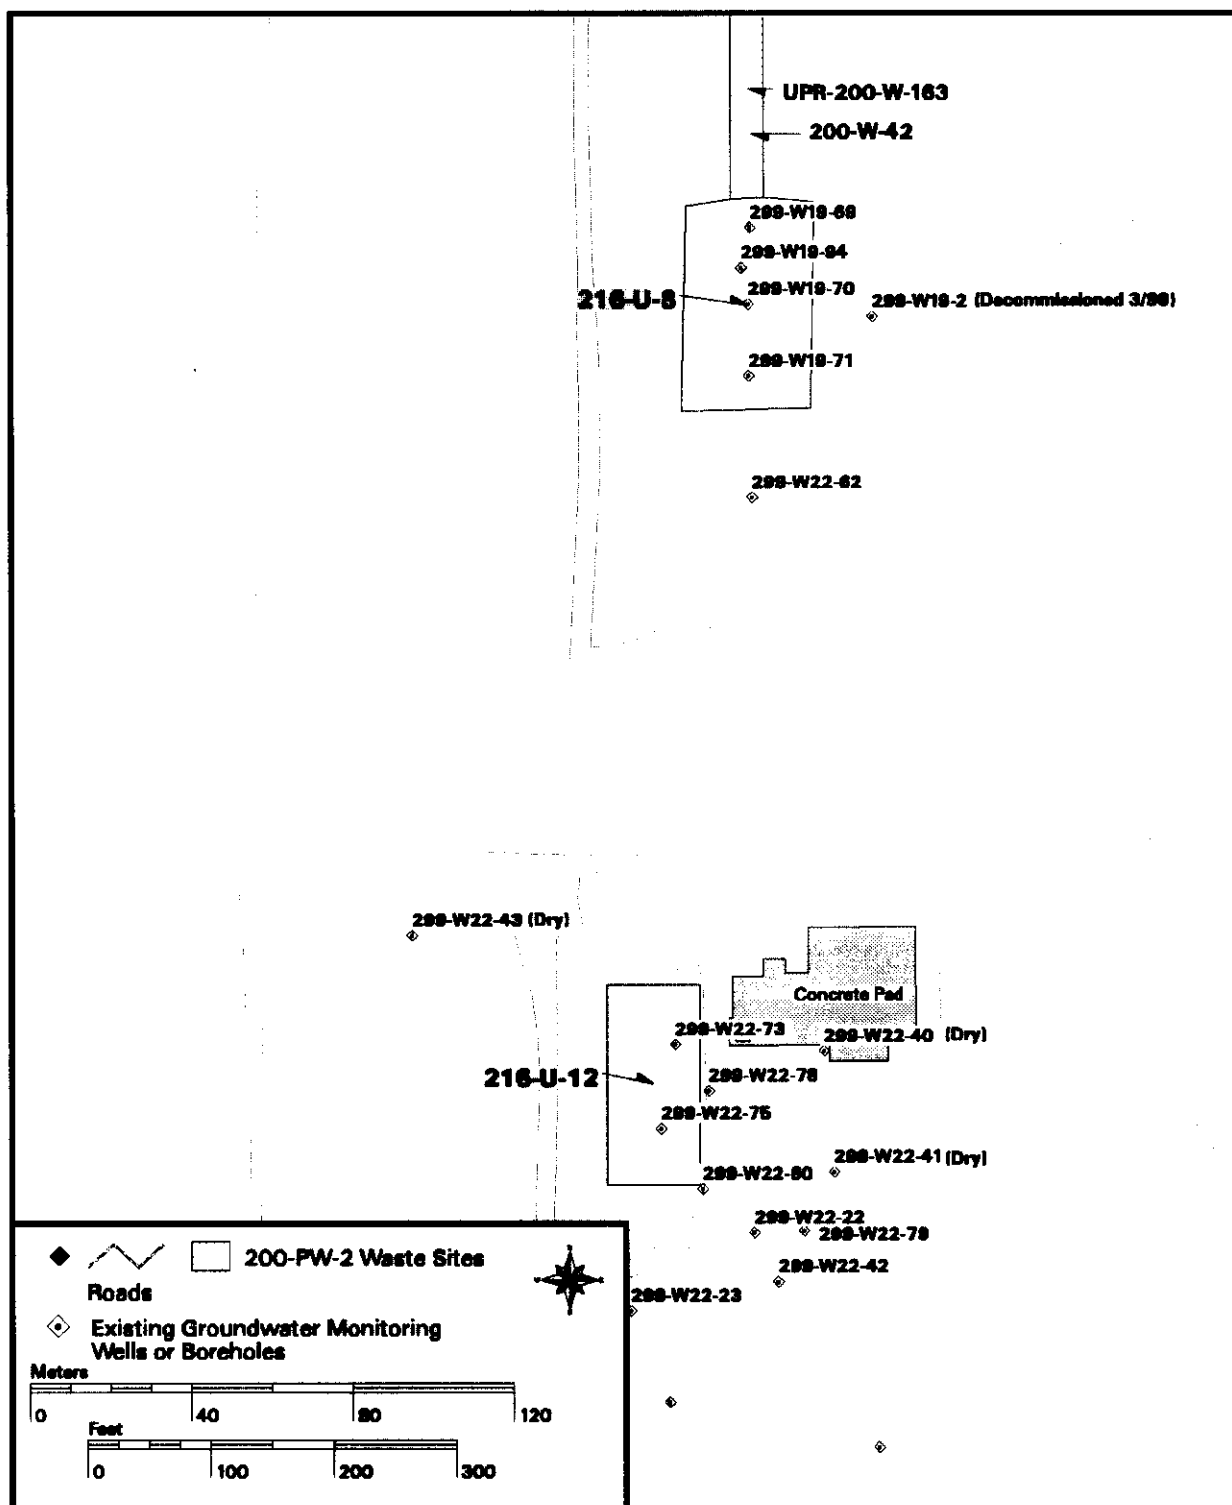 UPR-200-W-163
200-W-42
299-W19-69
299-W19-94
299-W19-70
216-U-8
299-W19-2 (Decommissioned 3/98)
299-W19-71
299-W22-62
299-W22-43 (Dry)
Concrete Pad
299-W22-73
299-W22-40 (Dry)
216-U-12
299-W22-78
299-W22-75
299-W22-41 (Dry)
299-W22-60
299-W22-22
299-W22-79
299-W22-42
299-W22-23
200-PW-2 Waste Sites
Roads
Existing Groundwater Monitoring
Wells or Boreholes
Meters
0 40 80 120
Feet
0 100 200 300